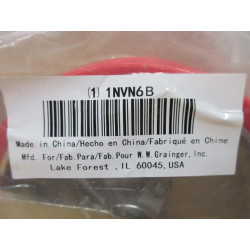 (1) 1NVN6B
Made in China/Hecho en China/Fabriqué en Chine
Mfd. For/Fab.Para/Fab.Pour W.W.Grainger,Inc.
Lake Forest ,IL 60045,USA